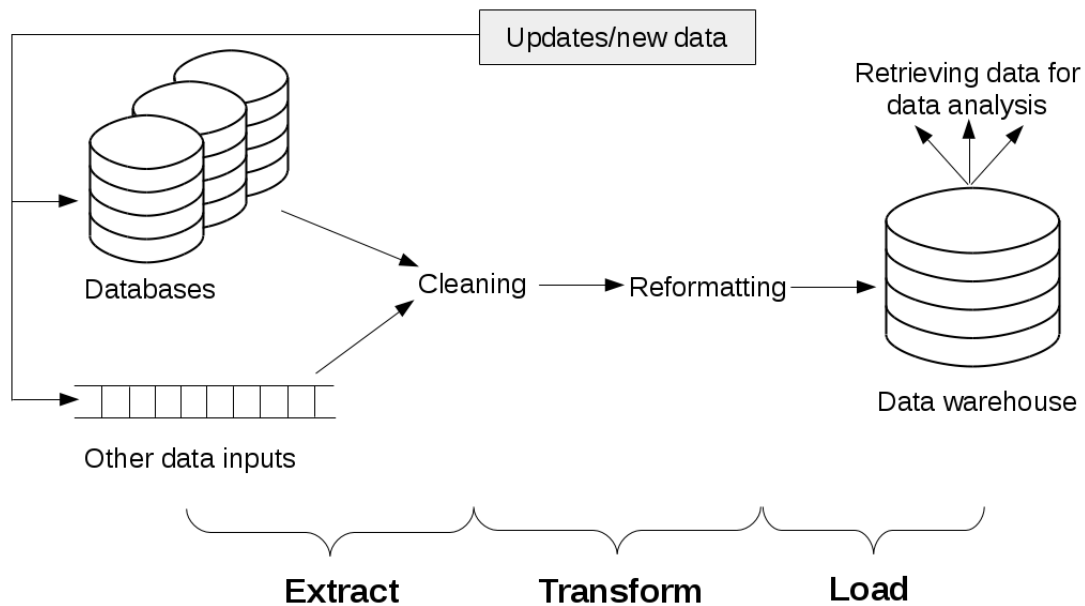 Updates/new data
Retrieving data for
data analysis
Databases
Cleaning
Reformatting
Data warehouse
Other data inputs
Extract
Transform
Load